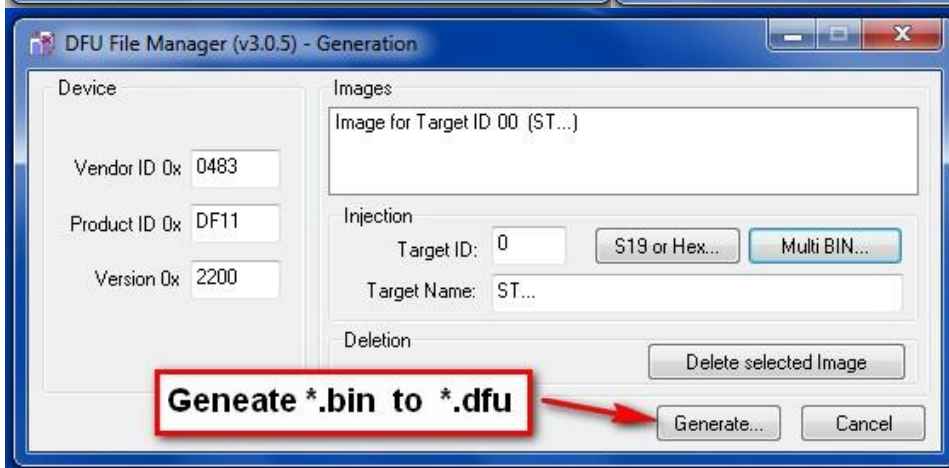 DFU File Manager (v3.0.5) - Generation
Device
Vendor ID 0x 0483
Product ID 0x DF11
Version 0x 2200
Images
Image for Target ID 00 (ST...)
Injection
Target ID: 0 S19 or Hex... Multi BIN...
Target Name: ST...
Deletion
Delete selected Image
Geneate *.bin to *.dfu
Generate... Cancel